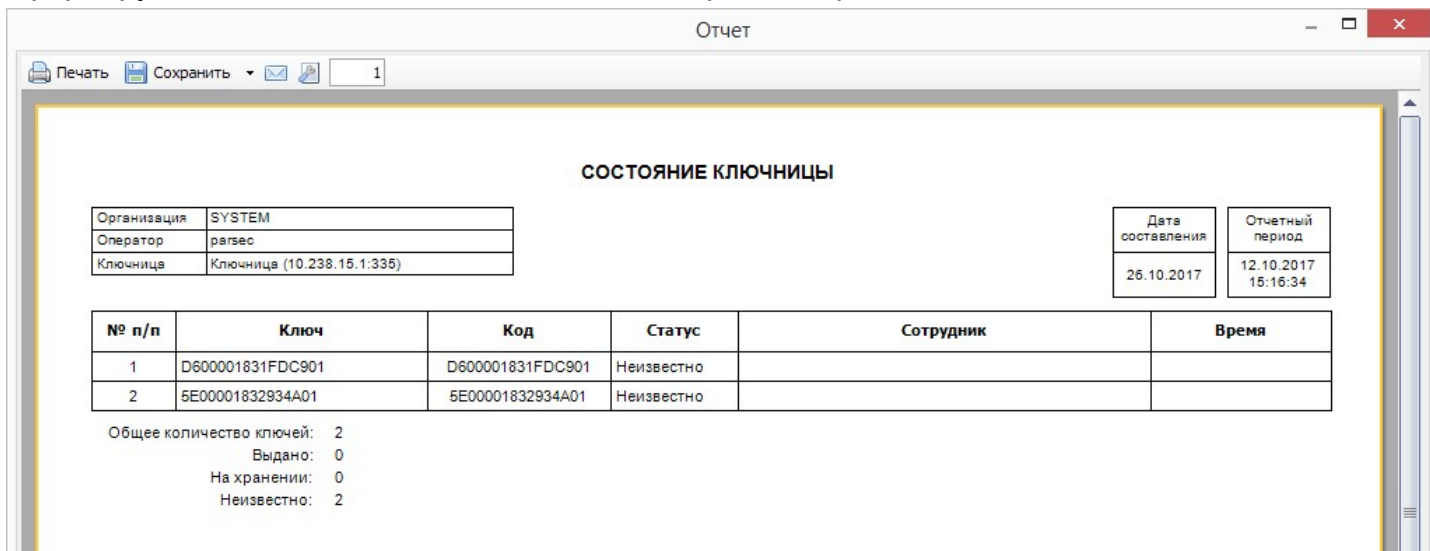 Отчет
Печать Сохранить 1
СОСТОЯНИЕ КЛЮЧНИЦЫ
Организация SYSTEM
Оператор parsec
Ключница Ключница (10.238.15.1:335)
Дата составления
26.10.2017
Отчетный период
12.10.2017 15:16:34
№ п/п Ключ Код Статус Сотрудник Время
1 D600001831FDC901 D600001831FDC901 Неизвестно
2 5E00001832934A01 5E00001832934A01 Неизвестно
Общее количество ключей: 2
Выдано: 0
На хранении: 0
Неизвестно: 2